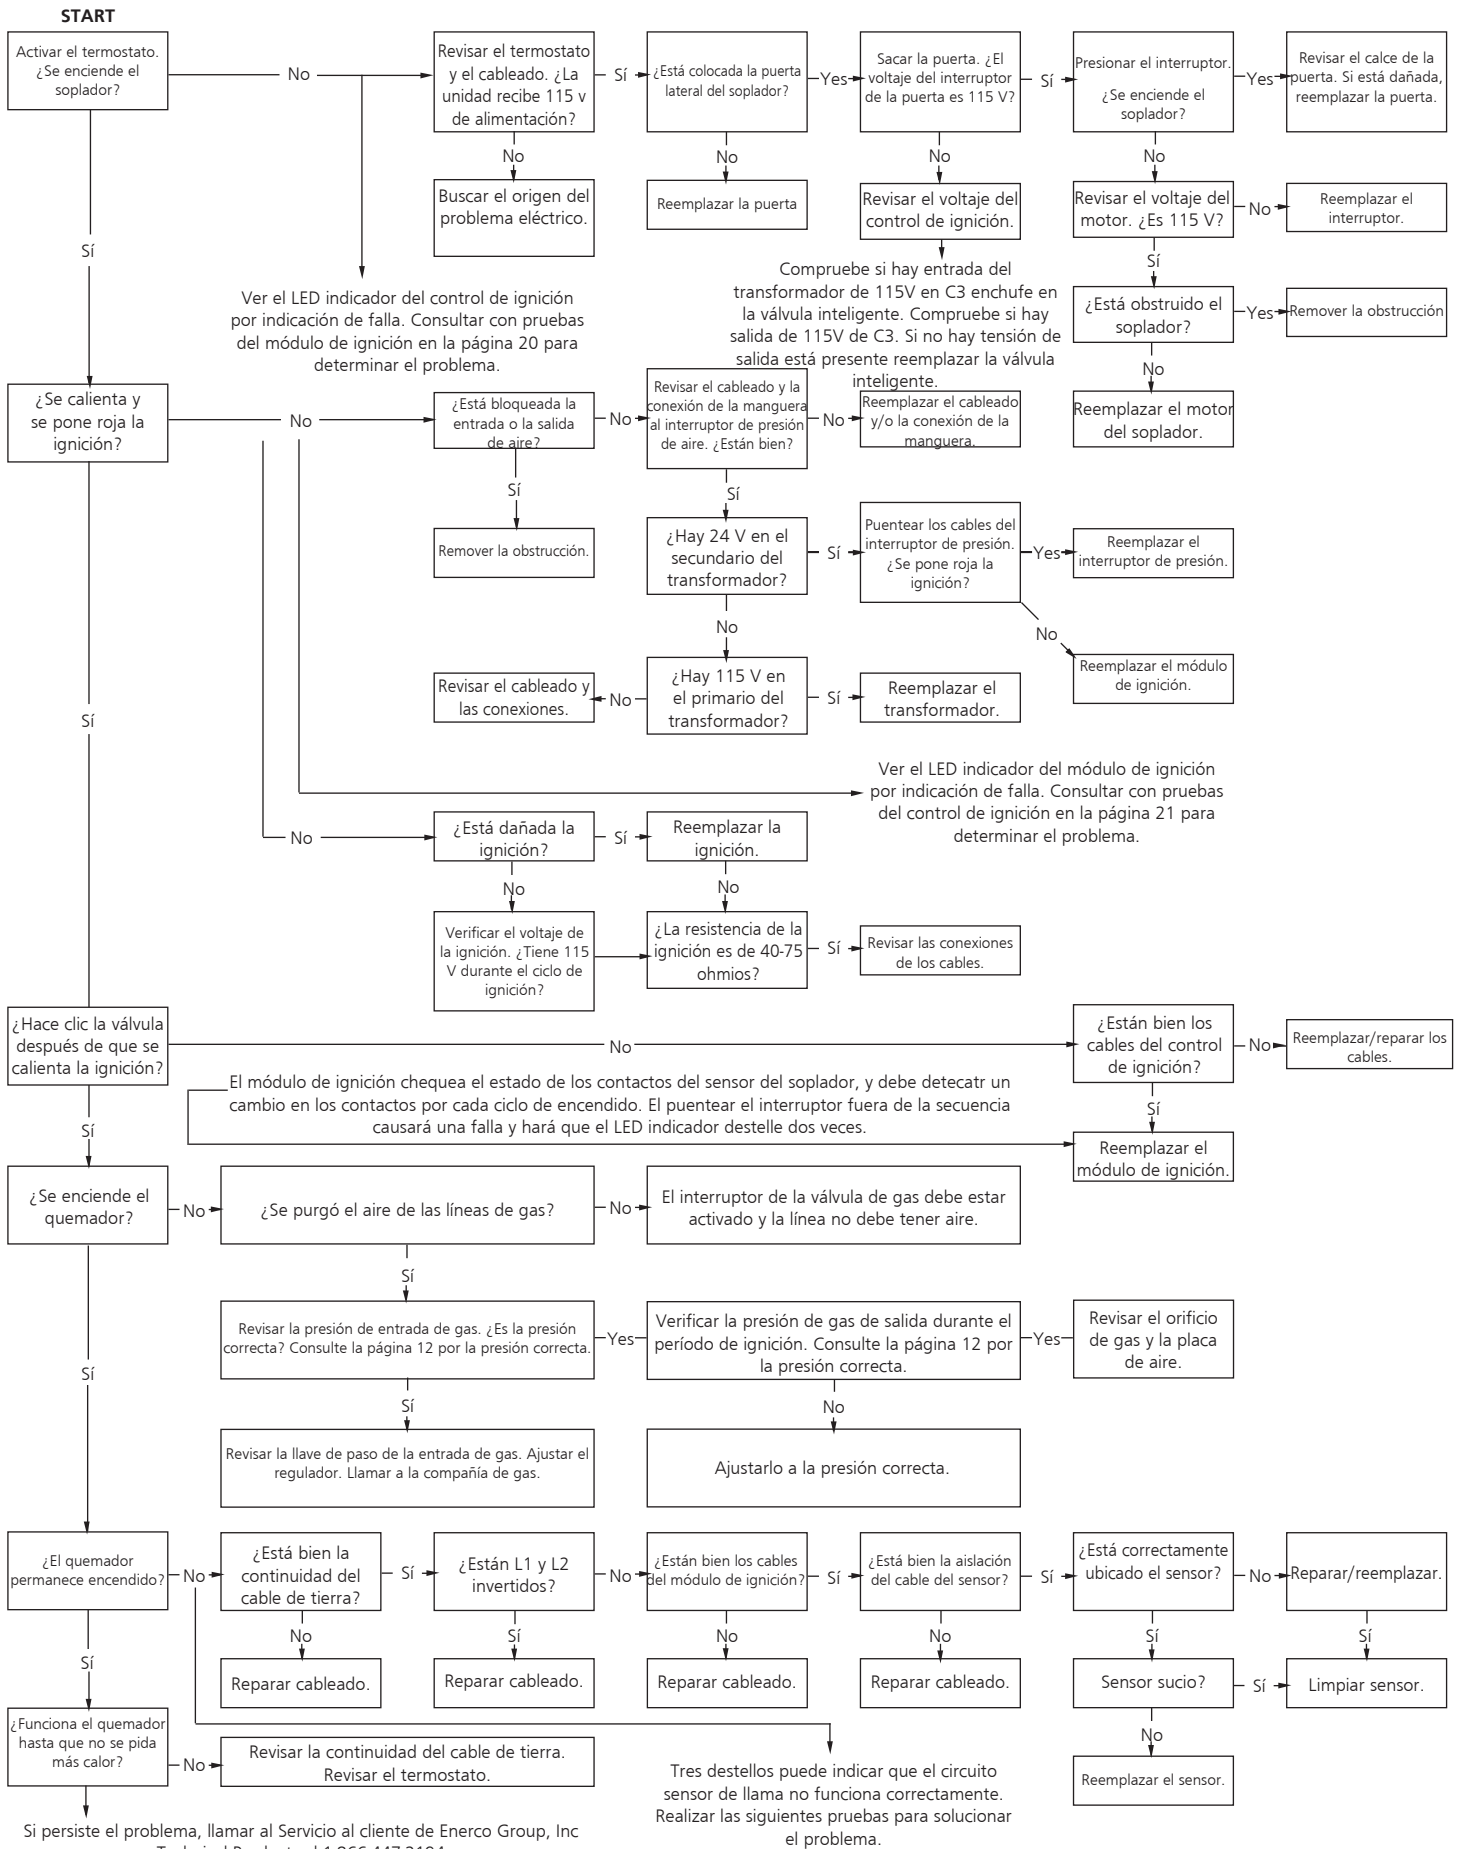 START
Activar el termostato.
¿Se enciende el
soplador?
No
Revisar el termostato
y el cableado. ¿La
unidad recibe 115 v
de alimentación?
Sí
¿Está colocada la puerta
lateral del soplador?
Yes
Sacar la puerta. ¿El
voltaje del interruptor
de la puerta es 115 V?
Sí
Presionar el interruptor.
¿Se enciende el
soplador?
Yes
Revisar el calce de la
puerta. Si está dañada,
reemplazar la puerta.
No
Buscar el origen del
problema eléctrico.
No
Reemplazar la puerta
No
Revisar el voltaje del
control de ignición.
No
Revisar el voltaje del
motor. ¿Es 115 V?
No
Reemplazar el
interruptor.
Sí
Sí
¿Está obstruido el
soplador?
Yes
Remover la obstrucción
No
Reemplazar el motor
del soplador.
Ver el LED indicador del control de ignición
por indicación de falla. Consultar con pruebas
del módulo de ignición en la página 20 para
determinar el problema.
Compruebe si hay entrada del
transformador de 115V en C3 enchufe en
la válvula inteligente. Compruebe si hay
salida de 115V de C3. Si no hay tensión de
salida está presente reemplazar la válvula
inteligente.
¿Se calienta y
se pone roja la
ignición?
No
¿Está bloqueada la
entrada o la salida
de aire?
No
Revisar el cableado y la
conexión de la manguera
al interruptor de presión
de aire. ¿Están bien?
No
Reemplazar el cableado
y/o la conexión de la
manguera.
Sí
Remover la obstrucción.
Sí
¿Hay 24 V en el
secundario del
transformador?
Sí
Puentear los cables del
interruptor de presión.
¿Se pone roja la
ignición?
Yes
Reemplazar el
interruptor de presión.
No
Reemplazar el módulo
de ignición.
No
¿Hay 115 V en
el primario del
transformador?
No
Revisar el cableado y
las conexiones.
Sí
Reemplazar el
transformador.
Sí
Ver el LED indicador del módulo de ignición
por indicación de falla. Consultar con pruebas
del control de ignición en la página 21 para
determinar el problema.
No
¿Está dañada la
ignición?
Sí
Reemplazar la
ignición.
No
Verificar el voltaje de
la ignición. ¿Tiene 115
V durante el ciclo de
ignición?
No
¿La resistencia de la
ignición es de 40-75
ohmios?
Sí
Revisar las conexiones
de los cables.
¿Hace clic la válvula
después de que se
calienta la ignición?
No
¿Están bien los
cables del control
de ignición?
No
Reemplazar/reparar los
cables.
Sí
Reemplazar el
módulo de ignición.
El módulo de ignición chequea el estado de los contactos del sensor del soplador, y debe detecatr un
cambio en los contactos por cada ciclo de encendido. El puentear el interruptor fuera de la secuencia
causará una falla y hará que el LED indicador destelle dos veces.
Sí
¿Se enciende el
quemador?
No
¿Se purgó el aire de las líneas de gas?
No
El interruptor de la válvula de gas debe estar
activado y la línea no debe tener aire.
Sí
Revisar la presión de entrada de gas. ¿Es la presión
correcta? Consulte la página 12 por la presión correcta.
Yes
Verificar la presión de gas de salida durante el
período de ignición. Consulte la página 12 por
la presión correcta.
Yes
Revisar el orificio
de gas y la placa
de aire.
Sí
Sí
Revisar la llave de paso de la entrada de gas. Ajustar el
regulador. Llamar a la compañía de gas.
No
Ajustarlo a la presión correcta.
¿El quemador
permanece encendido?
No
¿Está bien la
continuidad del
cable de tierra?
Sí
¿Están L1 y L2
invertidos?
No
¿Están bien los cables
del módulo de ignición?
Sí
¿Está bien la aislación
del cable del sensor?
Sí
¿Está correctamente
ubicado el sensor?
No
Reparar/reemplazar.
No
Reparar cableado.
Sí
Reparar cableado.
No
Reparar cableado.
No
Reparar cableado.
Sí
Sensor sucio?
Sí
Limpiar sensor.
Sí
No
Reemplazar el sensor.
Sí
¿Funciona el quemador
hasta que no se pida
más calor?
No
Revisar la continuidad del cable de tierra.
Revisar el termostato.
Tres destellos puede indicar que el circuito
sensor de llama no funciona correctamente.
Realizar las siguientes pruebas para solucionar
el problema.
Si persiste el problema, llamar al Servicio al cliente de Enerco Group, Inc